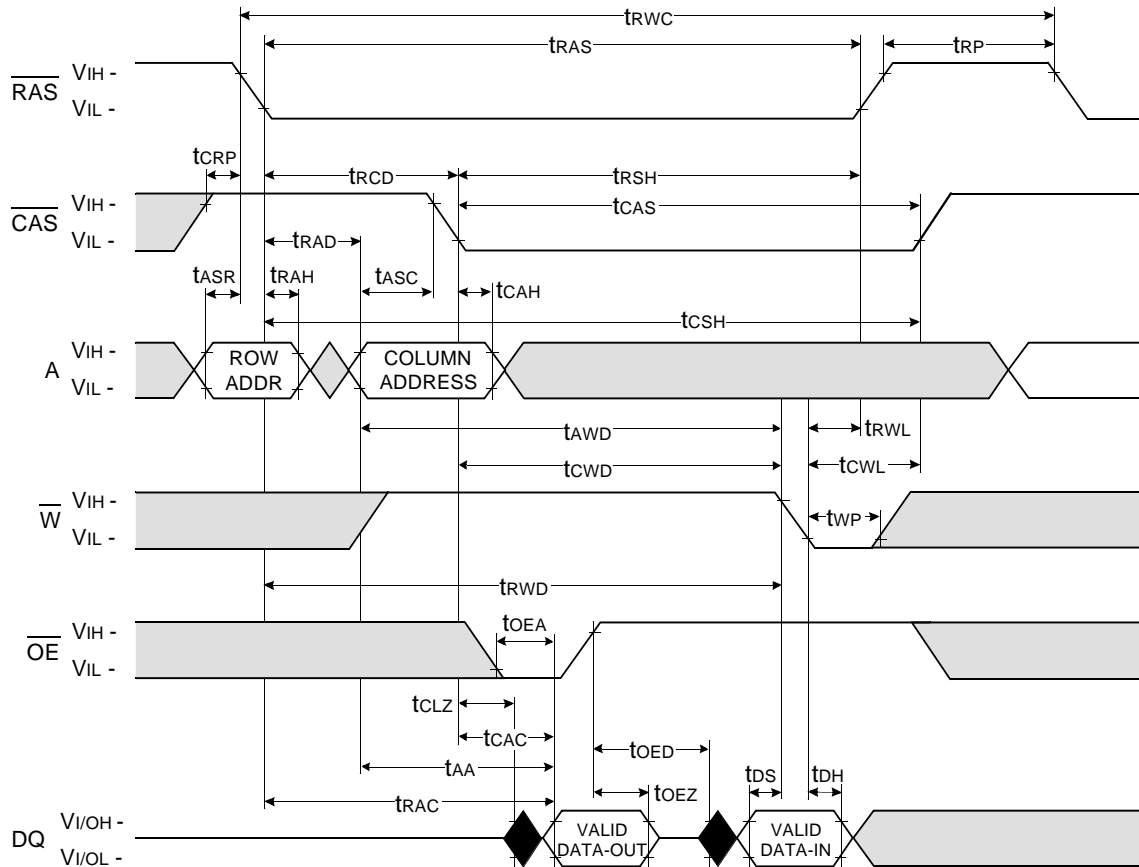 tRWC
tRAS
tRP
RAS
VIH -
VIL -
tCRP
tRCD
tRSH
CAS
VIH -
VIL -
tCAS
tRAD
tASR
tRAH
tASC
tCAH
tCSH
A
VIH -
VIL -
ROW
ADDR
COLUMN
ADDRESS
tAWD
tRWL
tCWD
tCWL
W
VIH -
VIL -
tWP
tRWD
OE
VIH -
VIL -
tOEA
tCLZ
tCAC
tOED
tAA
tDS
tDH
tOEZ
tRAC
DQ
VI/OH -
VI/OL -
VALID
DATA-OUT
VALID
DATA-IN